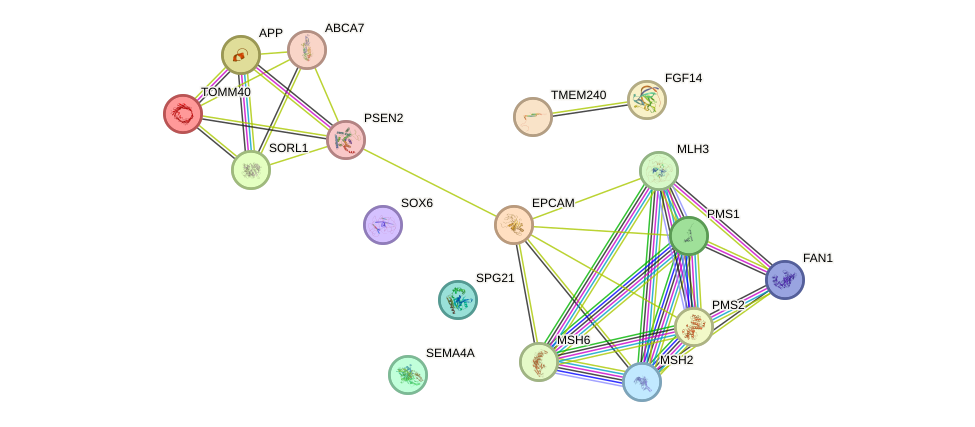 APP
ABCA7
FGF14
TOMM40
TMEM240
PSEN2
SORL1
MLH3
SOX6
EPCAM
PMS1
FAN1
SPG21
PMS2
MSH6
SEMA4A
MSH2